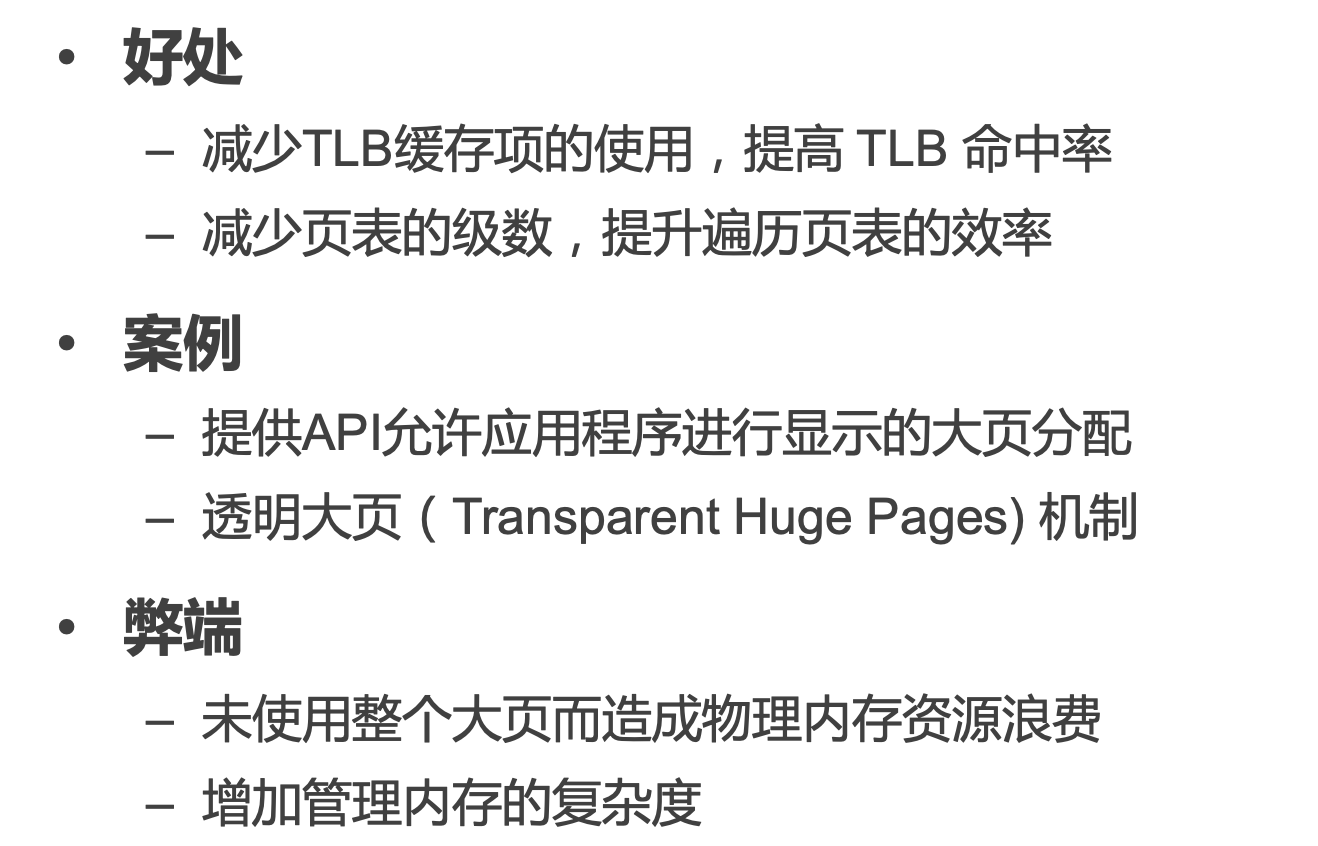 • 好处
– 减少TLB缓存项的使用，提高 TLB 命中率
– 减少页表的级数，提升遍历页表的效率
• 案例
– 提供API允许应用程序进行显示的大页分配
– 透明大页（Transparent Huge Pages) 机制
• 弊端
– 未使用整个大页而造成物理内存资源浪费
– 增加管理内存的复杂度